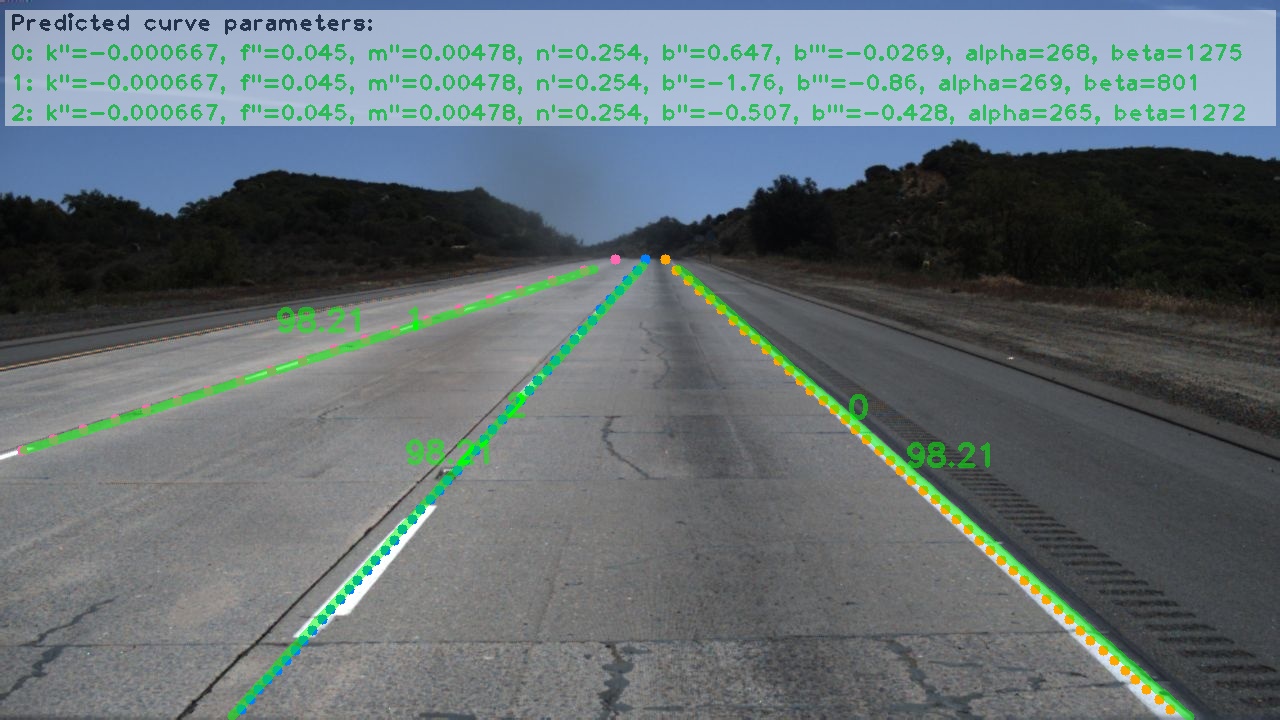 Predicted curve parameters:
0: k''=-0.000667, f''=0.045, m''=0.00478, n'=0.254, b''=0.647, b'''=-0.0269, alpha=268, beta=1275
1: k''=-0.000667, f''=0.045, m''=0.00478, n'=0.254, b''=-1.76, b'''=-0.86, alpha=269, beta=801
2: k''=-0.000667, f''=0.045, m''=0.00478, n'=0.254, b''=-0.507, b'''=-0.428, alpha=265, beta=1272
98.21 1
2 0
98.21 98.21